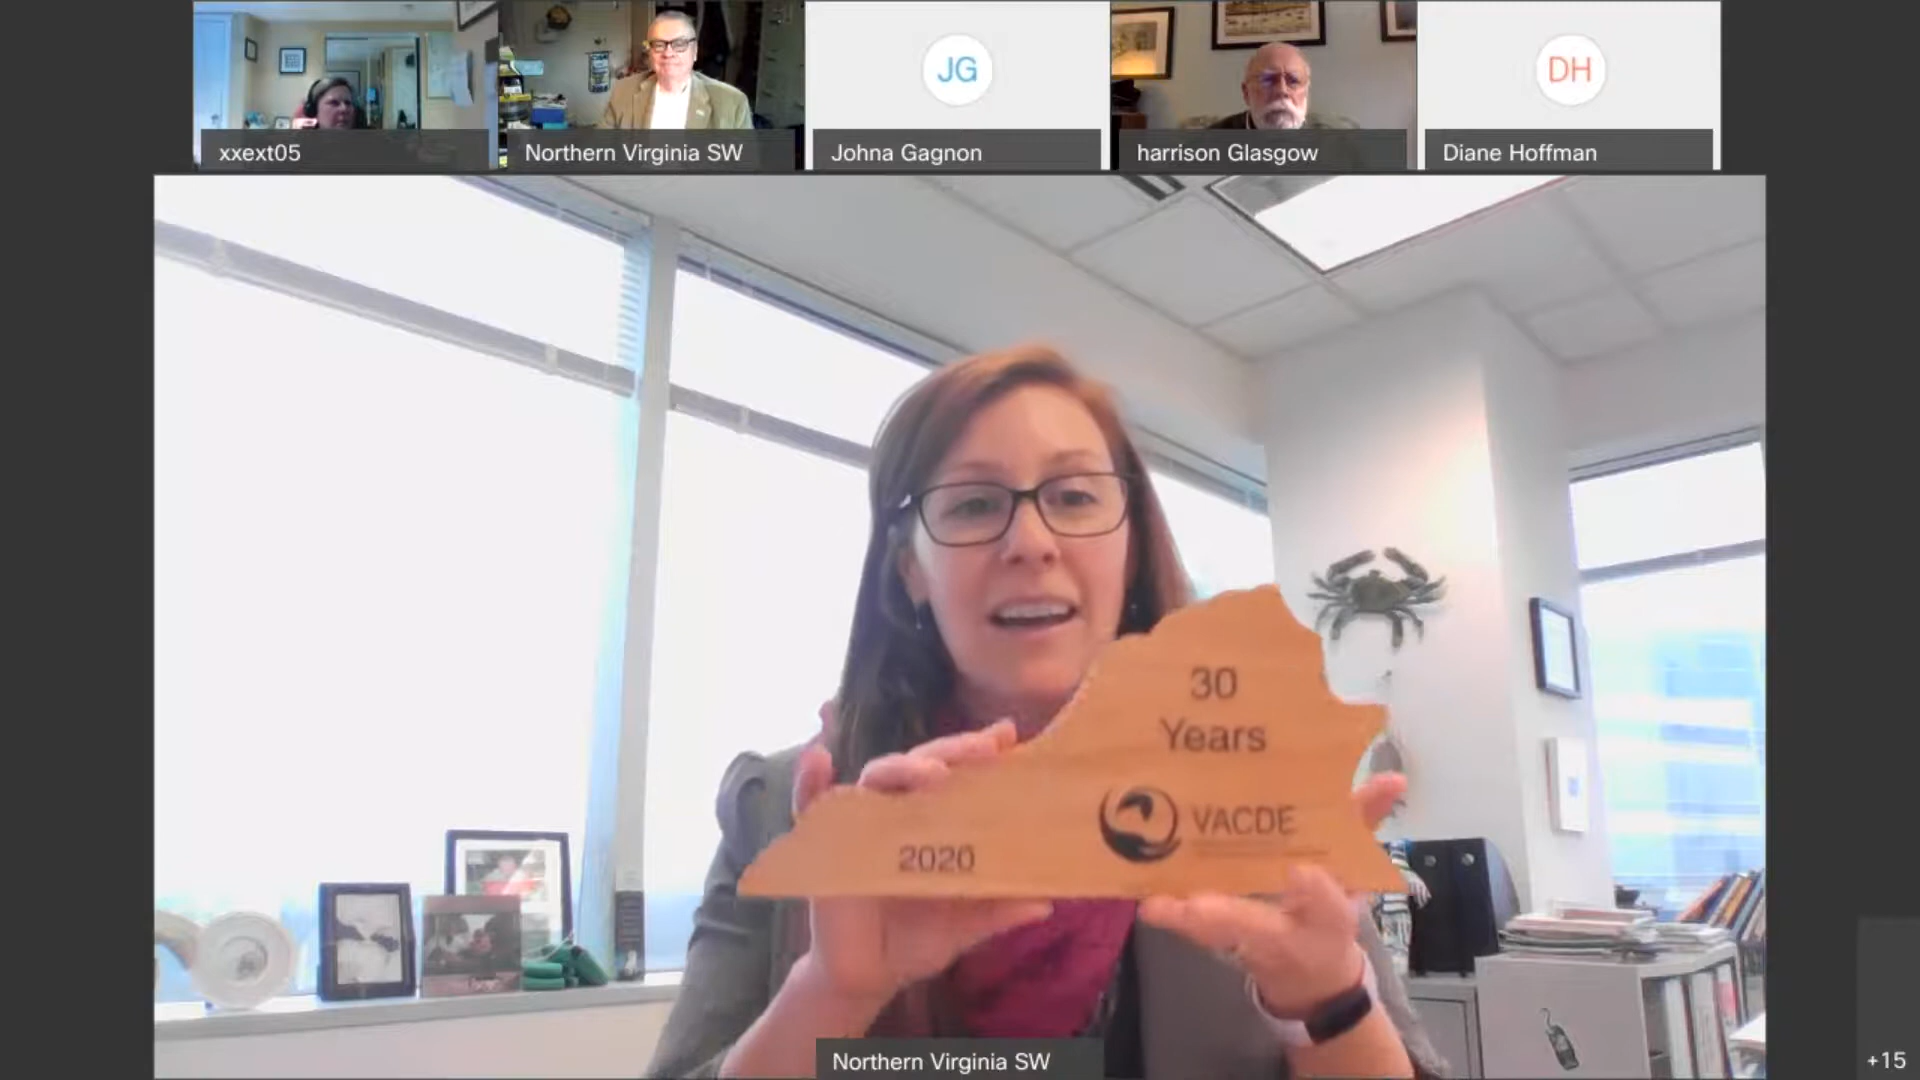 JG
DH
xxext05
Northern Virginia SW
Johna Gagnon
harrison Glasgow
Diane Hoffman
30
Years
VACDE
2020
Northern Virginia SW
+15